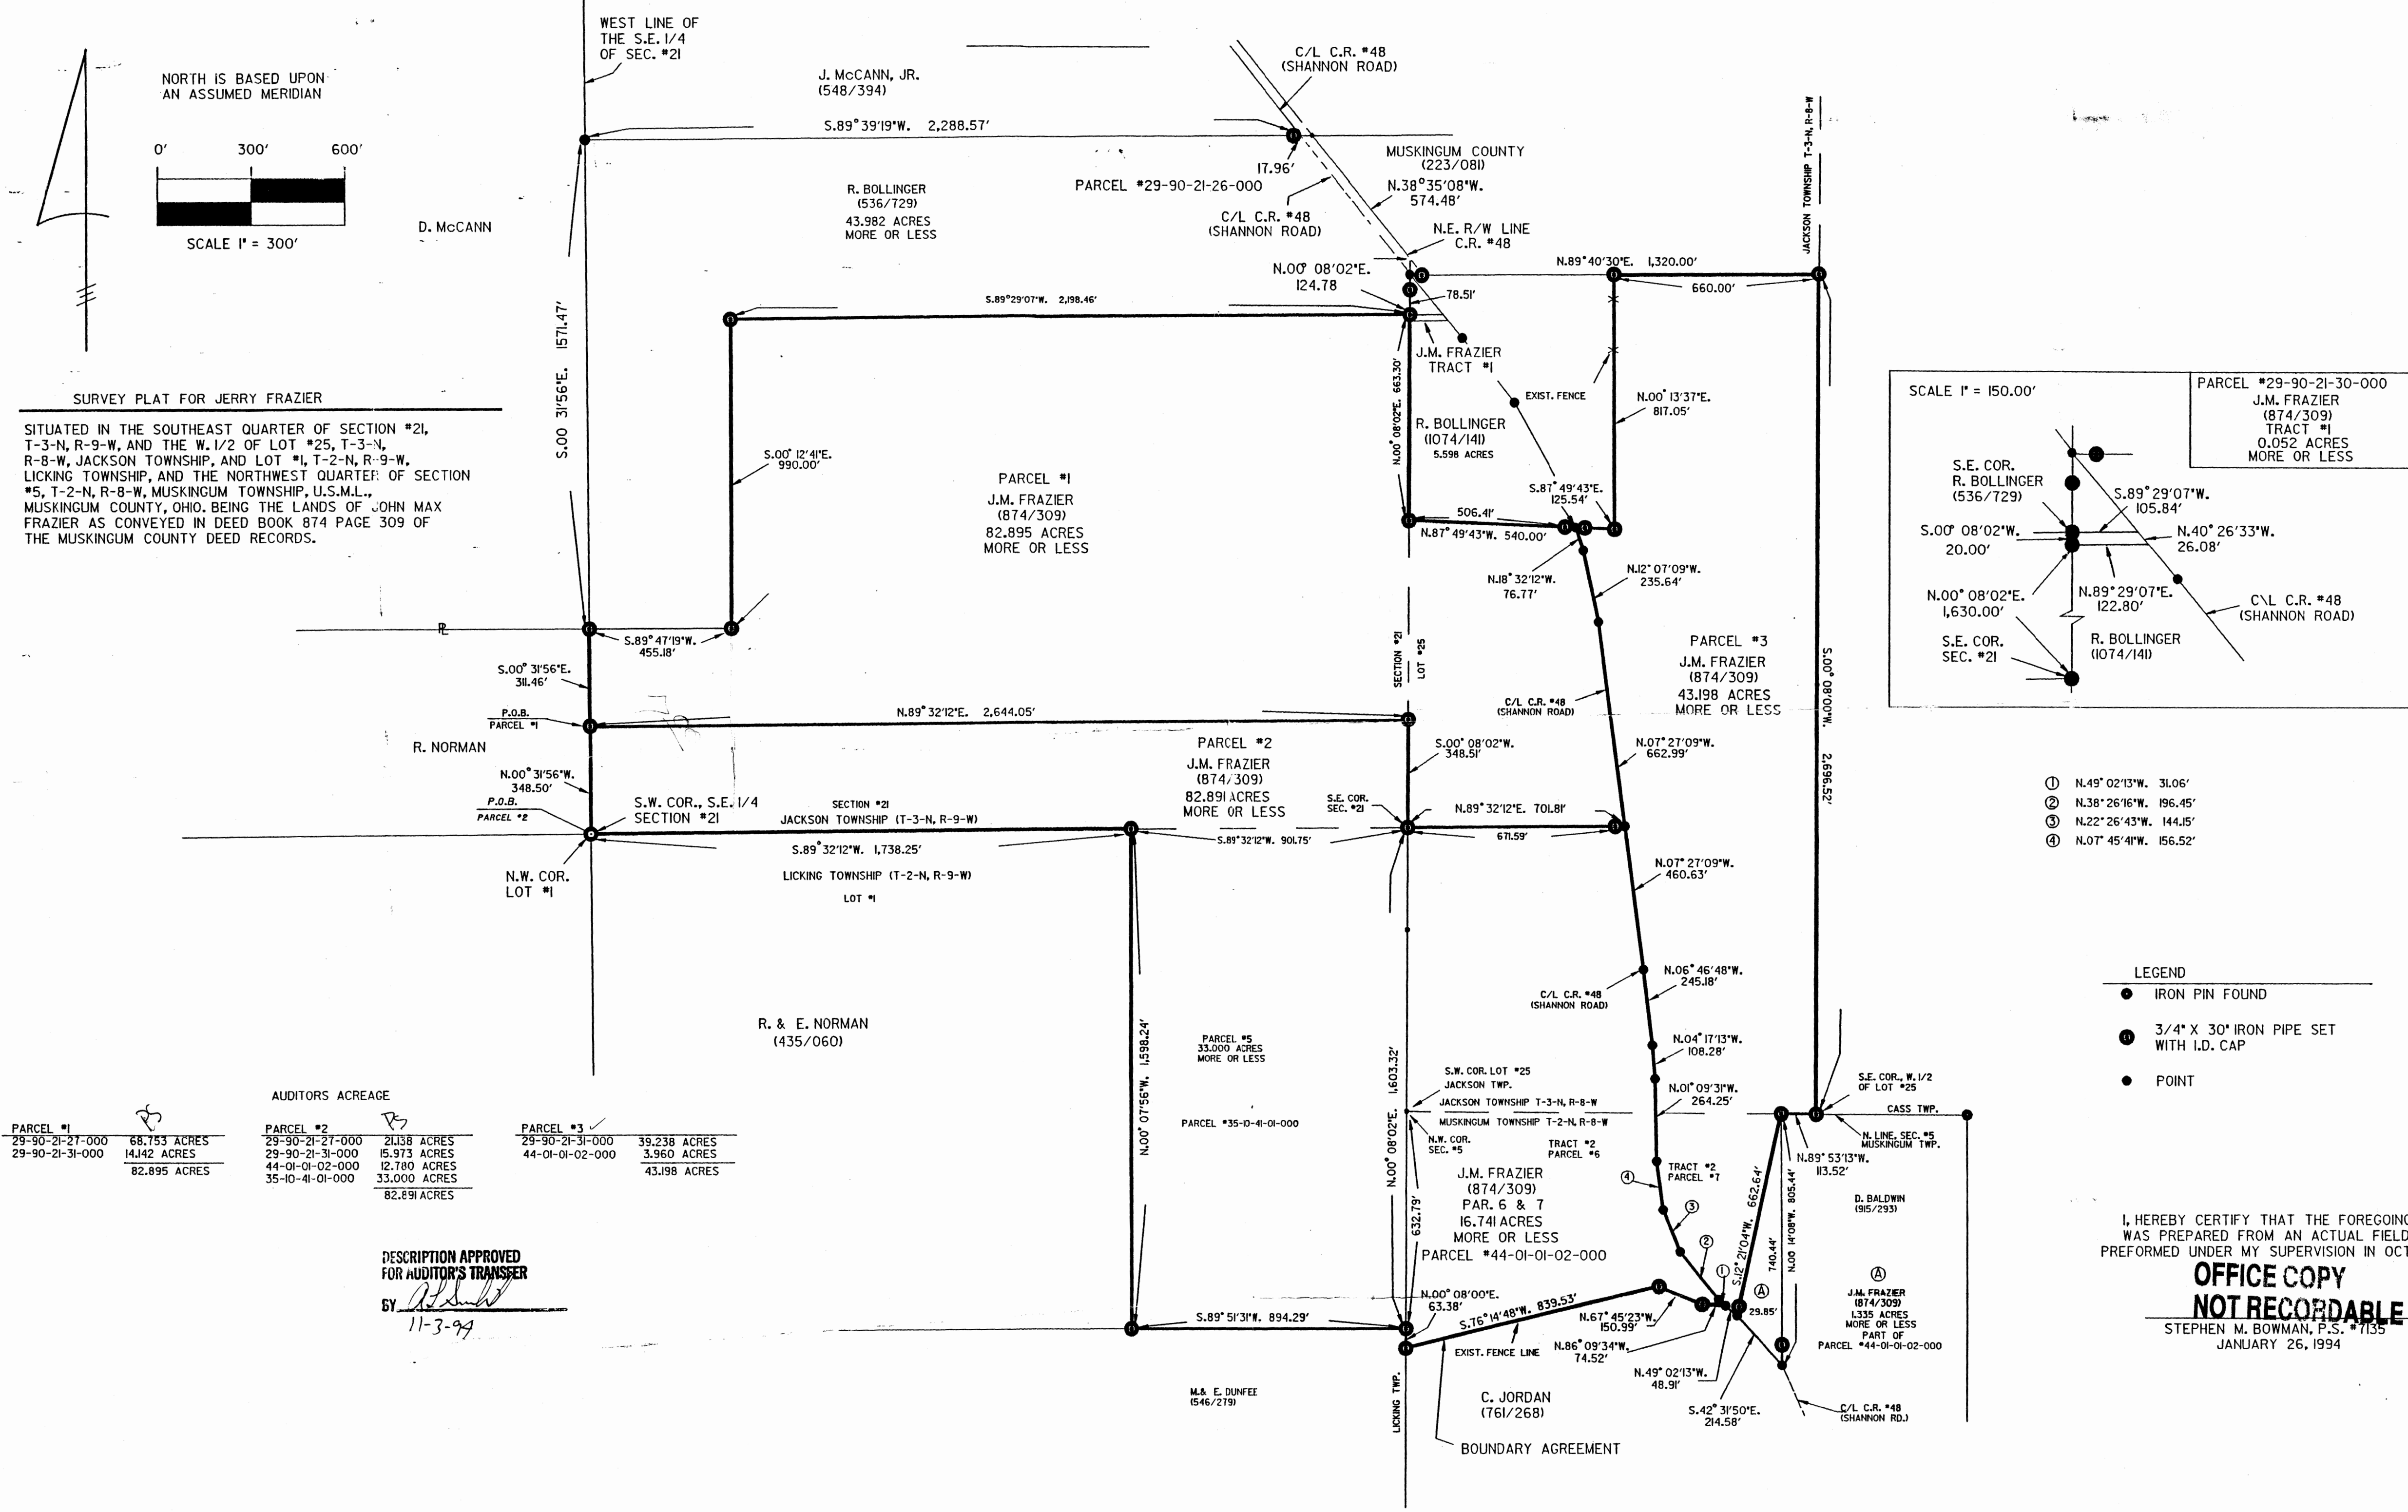 WEST LINE OF
THE S.E. 1/4
OF SEC. #21
NORTH IS BASED UPON
AN ASSUMED MERIDIAN
0' 300' 600'
SCALE 1" = 300'
D. McCANN
J. McCANN, JR.
(548/394)
S.89°39'19"W. 2,288.57'
C/L C.R. #48
(SHANNON ROAD)
17.96'
MUSKINGUM COUNTY
(223/081)
PARCEL #29-90-21-26-000
N.38°35'08"W.
574.48'
R. BOLLINGER
(536/729)
43.982 ACRES
MORE OR LESS
C/L C.R. #48
(SHANNON ROAD)
N.E. R/W LINE
C.R. #48
JACKSON TOWNSHIP T-3-N, R-8-W
N.00°08'02"E.
124.78
78.51'
N.89°40'30"E. 1,320.00'
660.00'
S.89°29'07"W. 2,198.46'
S.00°31'56"E. 1571.47'
S.00°12'41"E.
990.00'
SURVEY PLAT FOR JERRY FRAZIER
SITUATED IN THE SOUTHEAST QUARTER OF SECTION #21,
T-3-N, R-9-W, AND THE W. 1/2 OF LOT #25, T-3-N,
R-8-W, JACKSON TOWNSHIP, AND LOT #1, T-2-N, R-9-W,
LICKING TOWNSHIP, AND THE NORTHWEST QUARTER OF SECTION
#5, T-2-N, R-8-W, MUSKINGUM TOWNSHIP, U.S.M.L.,
MUSKINGUM COUNTY, OHIO. BEING THE LANDS OF JOHN MAX
FRAZIER AS CONVEYED IN DEED BOOK 874 PAGE 309 OF
THE MUSKINGUM COUNTY DEED RECORDS.
PARCEL #1
J.M. FRAZIER
(874/309)
82.895 ACRES
MORE OR LESS
N.00°08'02"E. 663.30'
J.M. FRAZIER
TRACT #1
EXIST. FENCE
R. BOLLINGER
(1074/141)
5.598 ACRES
N.00°13'37"E.
817.05'
S.87°49'43"E.
125.54'
506.41'
N.87°49'43"W. 540.00'
N.18°32'12"W.
76.77'
N.12°07'09"W.
235.64'
SCALE 1" = 150.00'
PARCEL #29-90-21-30-000
J.M. FRAZIER
(874/309)
TRACT #1
0.052 ACRES
MORE OR LESS
S.E. COR.
R. BOLLINGER
(536/729)
S.89°29'07"W.
105.84'
S.00°08'02"W.
20.00'
N.40°26'33"W.
26.08'
N.00°08'02"E.
1,630.00'
N.89°29'07"E.
122.80'
C\L C.R. #48
(SHANNON ROAD)
S.E. COR.
SEC. #21
R. BOLLINGER
(1074/141)
PL
S.89°47'19"W.
455.18'
S.00°31'56"E.
311.46'
SECTION #21
LOT #25
PARCEL #3
J.M. FRAZIER
(874/309)
43.198 ACRES
MORE OR LESS
S.00°08'00"W. 2,696.52'
C/L C.R. #48
(SHANNON ROAD)
P.O.B.
PARCEL #1
N.89°32'12"E. 2,644.05'
R. NORMAN
N.00°31'56"W.
348.50'
P.O.B.
PARCEL #2
PARCEL #2
J.M. FRAZIER
(874/309)
82.891 ACRES
MORE OR LESS
S.00°08'02"W.
348.51'
N.07°27'09"W.
662.99'
S.W. COR., S.E. 1/4
SECTION #21
SECTION #21
JACKSON TOWNSHIP (T-3-N, R-9-W)
S.E. COR.
SEC. #21
N.89°32'12"E. 701.81'
671.59'
S.89°32'12"W. 1,738.25'
S.89°32'12"W. 901.75'
LICKING TOWNSHIP (T-2-N, R-9-W)
LOT #1
N.W. COR.
LOT #1
N.07°27'09"W.
460.63'
1 N.49°02'13"W. 31.06'
2 N.38°26'16"W. 196.45'
3 N.22°26'43"W. 144.15'
4 N.07°45'41"W. 156.52'
LEGEND
IRON PIN FOUND
3/4" X 30" IRON PIPE SET
WITH I.D. CAP
POINT
N.06°46'48"W.
245.18'
C/L C.R. #48
(SHANNON ROAD)
N.04°17'13"W.
108.28'
N.01°09'31"W.
264.25'
R. & E. NORMAN
(435/060)
N.00°07'56"W. 1,598.24'
PARCEL #5
33.000 ACRES
MORE OR LESS
PARCEL #35-10-41-01-000
N.00°08'02"E. 1,603.32'
632.79'
S.W. COR. LOT #25
JACKSON TWP.
JACKSON TOWNSHIP T-3-N, R-8-W
MUSKINGUM TOWNSHIP T-2-N, R-8-W
N.W. COR.
SEC. #5
TRACT #2
PARCEL #6
TRACT #2
PARCEL #7
J.M. FRAZIER
(874/309)
PAR. 6 & 7
16.741 ACRES
MORE OR LESS
PARCEL #44-01-01-02-000
4
3
2
1
S.E. COR., W. 1/2
OF LOT #25
CASS TWP.
N. LINE, SEC. #5
MUSKINGUM TWP.
N.89°53'13"W.
113.52'
S.12°21'04"W. 662.64'
740.44'
N.00°14'08"W. 805.44'
D. BALDWIN
(915/293)
A
29.85'
A
J.M. FRAZIER
(874/309)
1.335 ACRES
MORE OR LESS
PART OF
PARCEL #44-01-01-02-000
AUDITORS ACREAGE
PARCEL #1
29-90-21-27-000 68.753 ACRES
29-90-21-31-000 14.142 ACRES
82.895 ACRES
PARCEL #2
29-90-21-27-000 21.138 ACRES
29-90-21-31-000 15.973 ACRES
44-01-01-02-000 12.780 ACRES
35-10-41-01-000 33.000 ACRES
82.891 ACRES
PARCEL #3
29-90-21-31-000 39.238 ACRES
44-01-01-02-000 3.960 ACRES
43.198 ACRES
DESCRIPTION APPROVED
FOR AUDITOR'S TRANSFER
BY
11-3-94
S.89°51'31"W. 894.29'
N.00°08'00"E.
63.38'
S.76°14'48"W. 839.53'
EXIST. FENCE LINE
N.67°45'23"W.
150.99'
N.86°09'34"W.
74.52'
N.49°02'13"W.
48.91'
S.42°31'50"E.
214.58'
C/L C.R. #48
(SHANNON RD.)
M.& E. DUNFEE
(546/279)
LICKING TWP.
C. JORDAN
(761/268)
BOUNDARY AGREEMENT
I, HEREBY CERTIFY THAT THE FOREGOING
WAS PREPARED FROM AN ACTUAL FIELD
PREFORMED UNDER MY SUPERVISION IN OCT
OFFICE COPY
NOT RECORDABLE
STEPHEN M. BOWMAN, P.S. #7135
JANUARY 26, 1994